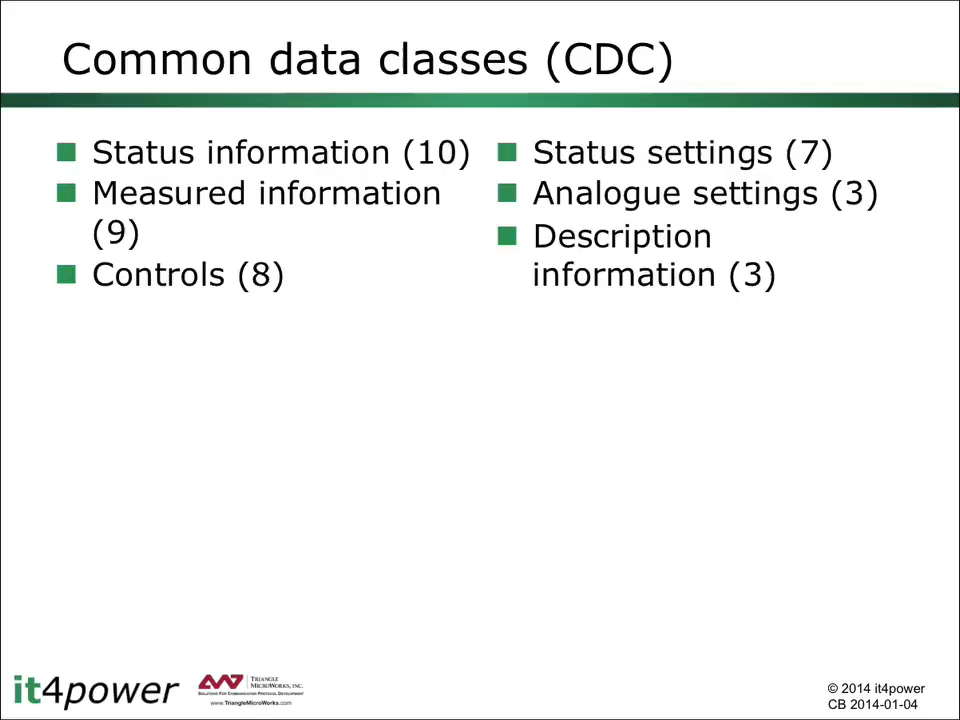 Common data classes (CDC)
Status information (10)
Measured information
(9)
Controls (8)
Status settings (7)
Analogue settings (3)
Description
information (3)
it4power
TRIANGLE
MICROWORKS, INC.
SOLUTIONS FOR COMMUNICATION PROTOCOL DEVELOPMENT
www.TriangleMicroWorks.com
© 2014 it4power
CB 2014-01-04